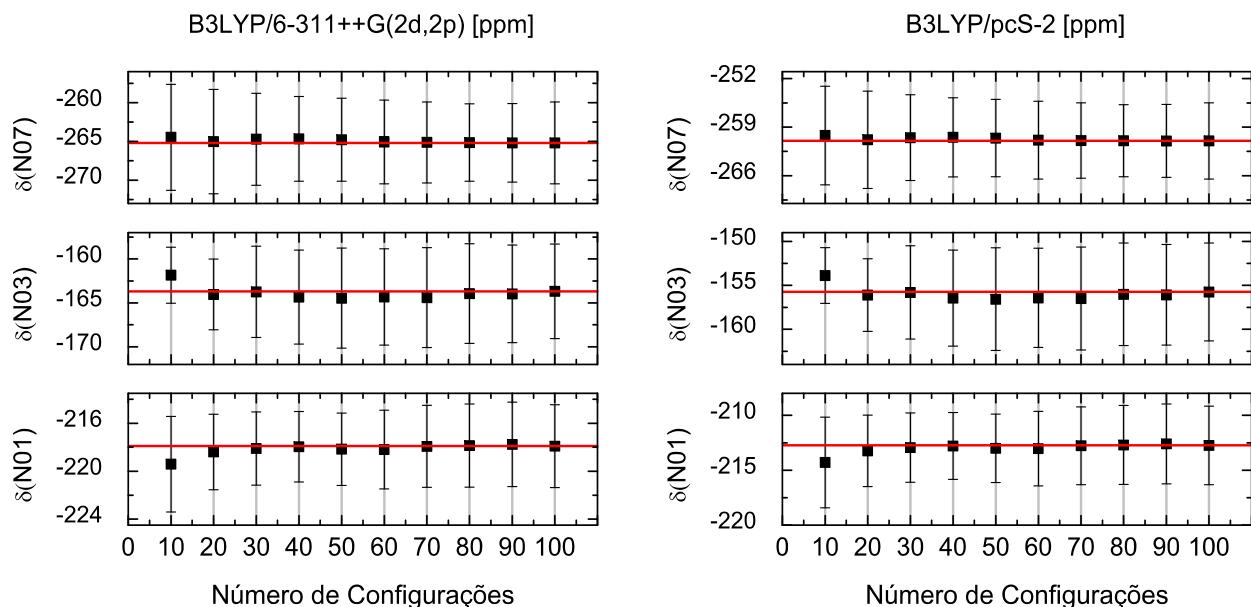 B3LYP/6-311++G(2d,2p) [ppm]
δ(N07)
-260
-265
-270
δ(N03)
-160
-165
-170
δ(N01)
-216
-220
-224
0 10 20 30 40 50 60 70 80 90 100
Número de Configurações
B3LYP/pcS-2 [ppm]
δ(N07)
-252
-259
-266
δ(N03)
-150
-155
-160
δ(N01)
-210
-215
-220
0 10 20 30 40 50 60 70 80 90 100
Número de Configurações